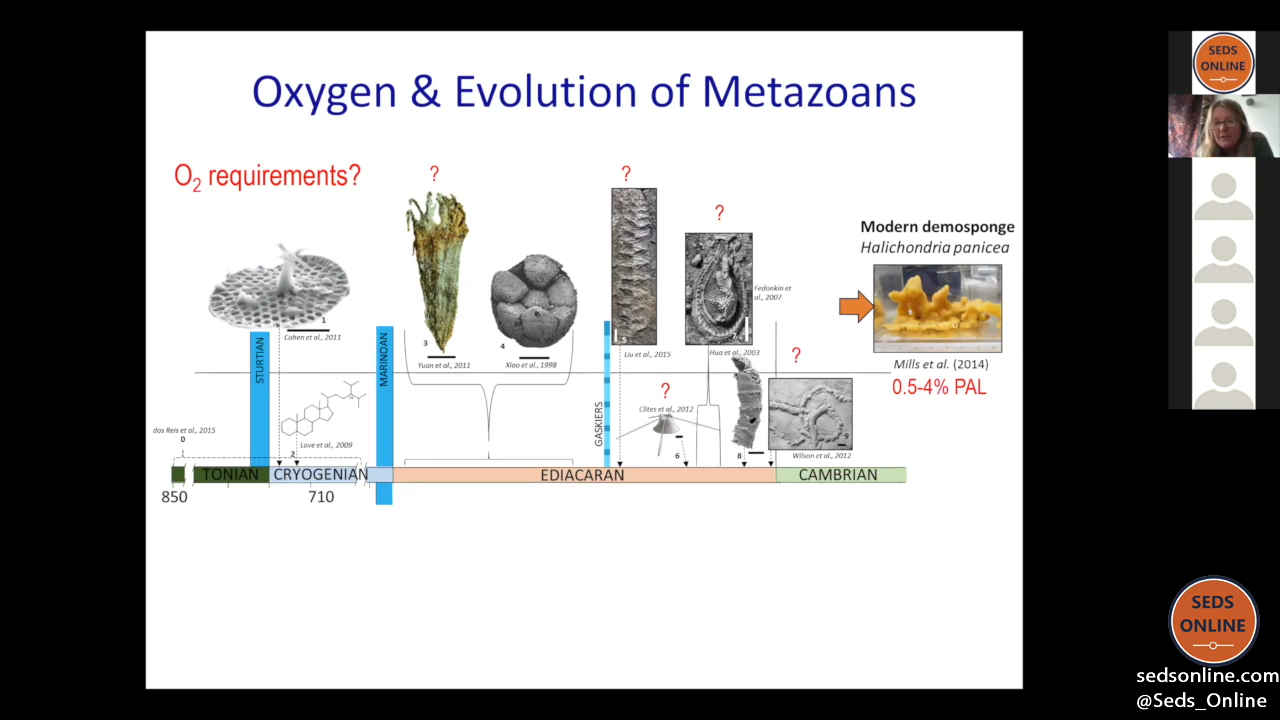 Oxygen & Evolution of Metazoans
O2 requirements?
?
?
?
Modern demosponge
Halichondria panicea
1
Cohen et al., 2011
3
Yuan et al., 2011
4
Xiao et al., 1998
5
Liu et al., 2015
7
Fedonkin et
al., 2007
Hua et al., 2003
?
Mills et al. (2014)
0.5-4% PAL
STURTIAN
MARINOAN
GASKIERS
?
Clites et al., 2012
6
8
9
Wilson et al., 2012
dos Reis et al., 2015
0
Love et al., 2009
2
TONIAN
CRYOGENIAN
EDIACARAN
CAMBRIAN
850
710
SEDS
ONLINE
SEDS
ONLINE
sedsonline.com
@Seds_Online